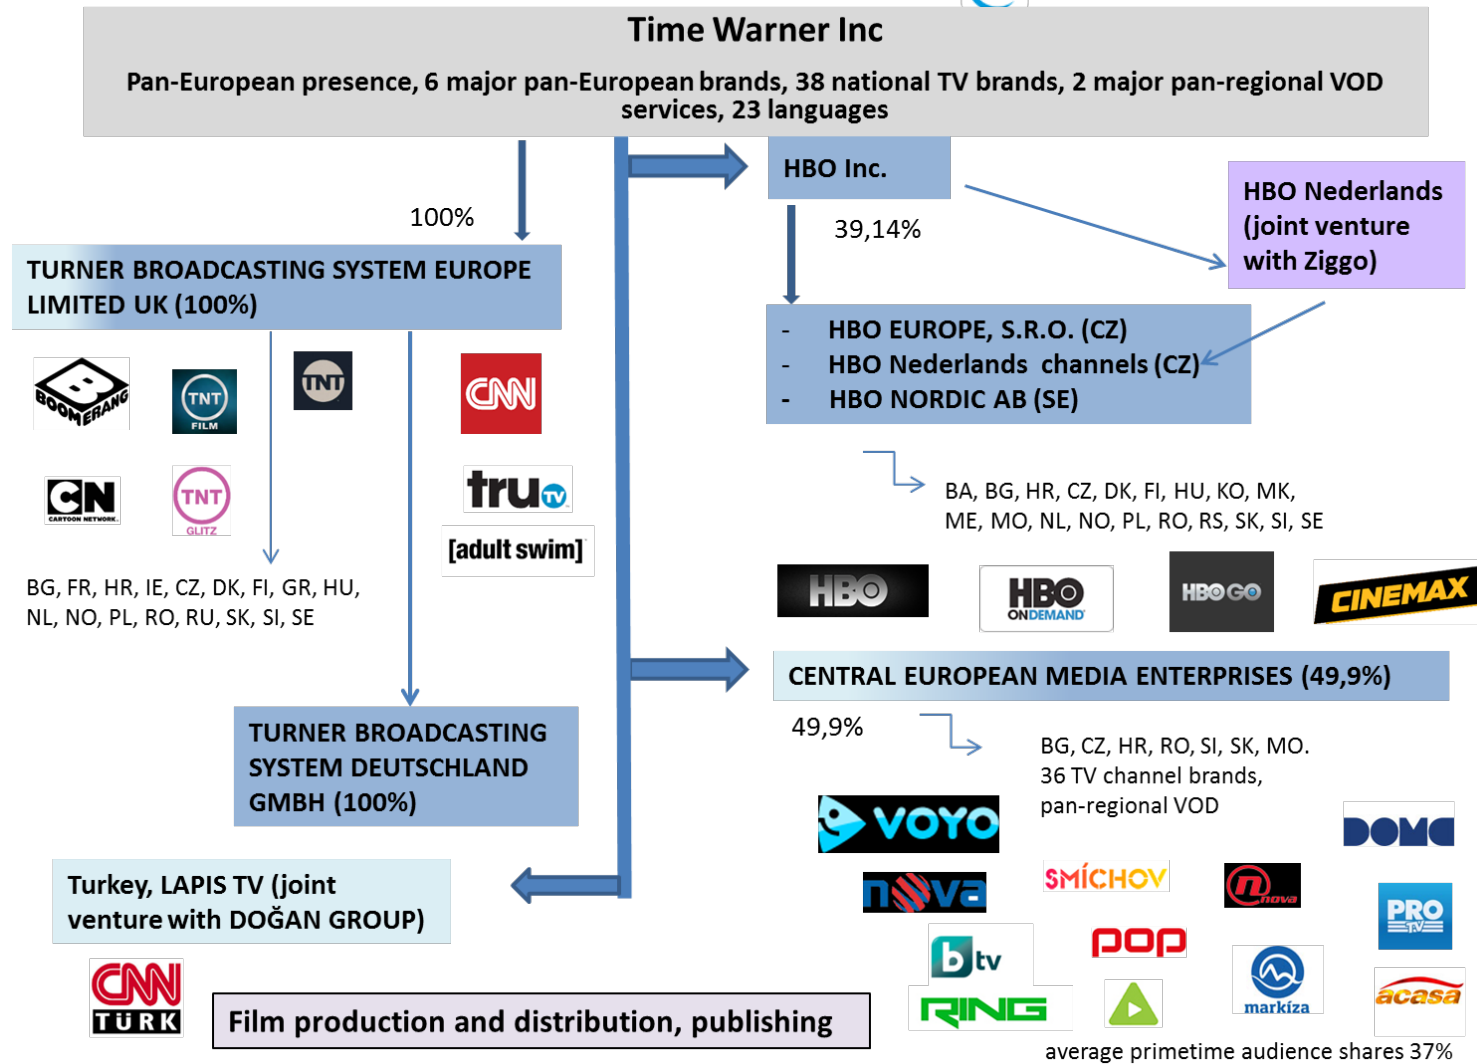 Time Warner Inc
Pan-European presence, 6 major pan-European brands, 38 national TV brands, 2 major pan-regional VOD
services, 23 languages
HBO Inc.
HBO Nederlands
(joint venture
with Ziggo)
100%
39,14%
TURNER BROADCASTING SYSTEM EUROPE
LIMITED UK (100%)
- HBO EUROPE, S.R.O. (CZ)
- HBO Nederlands channels (CZ)
- HBO NORDIC AB (SE)
BOOMERANG
TNT
FILM
TNT
CNN
CN
CARTOON NETWORK
TNT
GLITZ
tru TV
[adult swim]
BG, FR, HR, IE, CZ, DK, FI, GR, HU,
NL, NO, PL, RO, RU, SK, SI, SE
BA, BG, HR, CZ, DK, FI, HU, KO, MK,
ME, MO, NL, NO, PL, RO, RS, SK, SI, SE
HBO
HBO
ONDEMAND
HBO GO
CINEMAX
CENTRAL EUROPEAN MEDIA ENTERPRISES (49,9%)
49,9%
BG, CZ, HR, RO, SI, SK, MO.
36 TV channel brands,
pan-regional VOD
TURNER BROADCASTING
SYSTEM DEUTSCHLAND
GMBH (100%)
VOYO
DOMA
nova
SMÍCHOV
n
nova
PRO
TV
Turkey, LAPIS TV (joint
venture with DOĞAN GROUP)
b tv
pop
markíza
acasa
RING
CNN
TÜRK
Film production and distribution, publishing
average primetime audience shares 37%